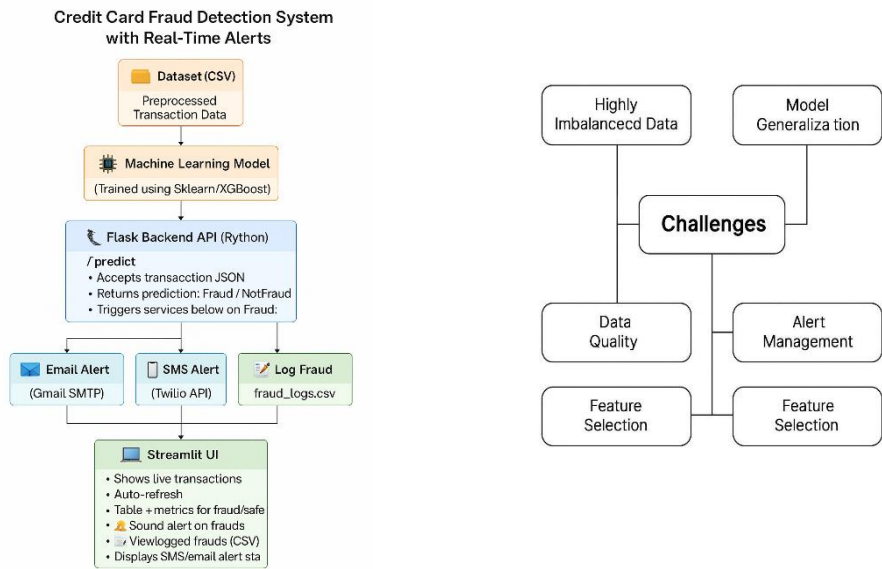 Credit Card Fraud Detection System
with Real-Time Alerts
Dataset (CSV)
Preprocessed
Transaction Data
Machine Learning Model
(Trained using Sklearn/XGBoost)
Flask Backend API (Rython)
/predict
• Accepts transacction JSON
• Returns prediction: Fraud / NotFraud
• Triggers services below on Fraud:
Email Alert
(Gmail SMTP)
SMS Alert
(Twilio API)
Log Fraud
fraud_logs.csv
Streamlit UI
• Shows live transactions
• Auto-refresh
• Table + metrics for fraud/safe
• Sound alert on frauds
• Viewlogged frauds (CSV)
• Displays SMS/email alert sta
Highly
Imbalancecd Data
Model
Generaliza tion
Challenges
Data
Quality
Alert
Management
Feature
Selection
Feature
Selection